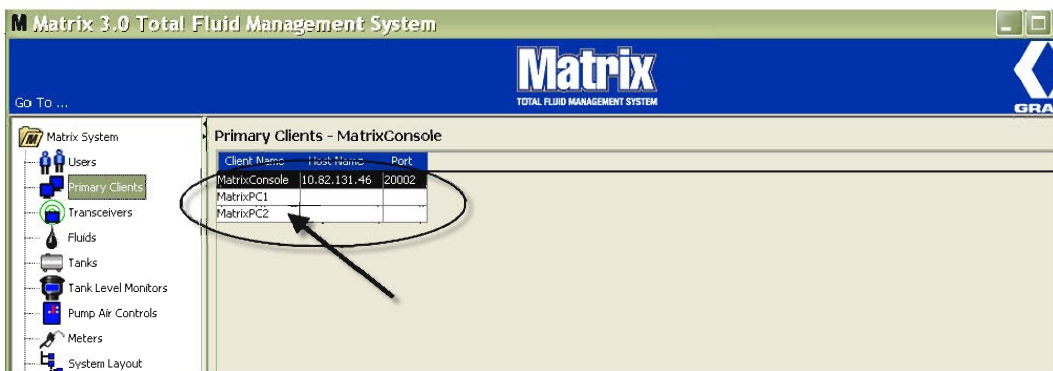 M Matrix 3.0 Total Fluid Management System
Matrix
TOTAL FLUID MANAGEMENT SYSTEM
Go To ...
GRA
Matrix System
Users
Primary Clients
Transceivers
Fluids
Tanks
Tank Level Monitors
Pump Air Controls
Meters
System Layout
Primary Clients - MatrixConsole
Client Name Host Name Port
MatrixConsole 10.82.131.46 20002
MatrixPC1
MatrixPC2